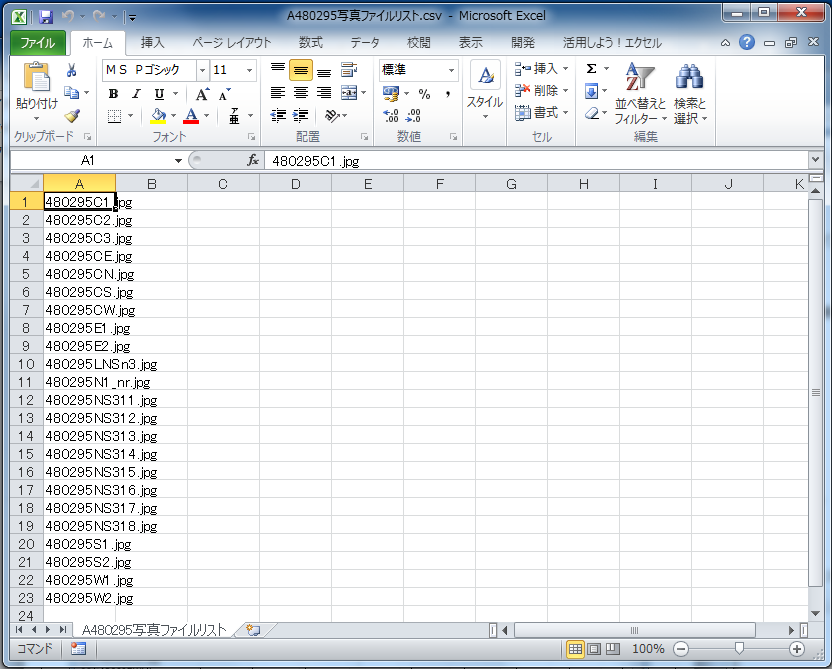 A480295写真ファイルリスト.csv - Microsoft Excel
ファイル ホーム 挿入 ページ レイアウト 数式 データ 校閲 表示 開発 活用しよう！エクセル
ＭＳ Ｐゴシック 11 標準 挿入
貼り付け B I U A A % , スタイル 削除 並べ替えと フィルター 検索と 選択
A 亜 .00 .00 書式
クリップボード フォント 配置 数値 セル 編集
A1 fx 480295C1.jpg
A B C D E F G H I J K
1 480295C1.jpg
2 480295C2.jpg
3 480295C3.jpg
4 480295CE.jpg
5 480295CN.jpg
6 480295CS.jpg
7 480295CW.jpg
8 480295E1.jpg
9 480295E2.jpg
10 480295LNSn3.jpg
11 480295N1_nr.jpg
12 480295NS311.jpg
13 480295NS312.jpg
14 480295NS313.jpg
15 480295NS314.jpg
16 480295NS315.jpg
17 480295NS316.jpg
18 480295NS317.jpg
19 480295NS318.jpg
20 480295S1.jpg
21 480295S2.jpg
22 480295W1.jpg
23 480295W2.jpg
24
A480295写真ファイルリスト
コマンド 100%